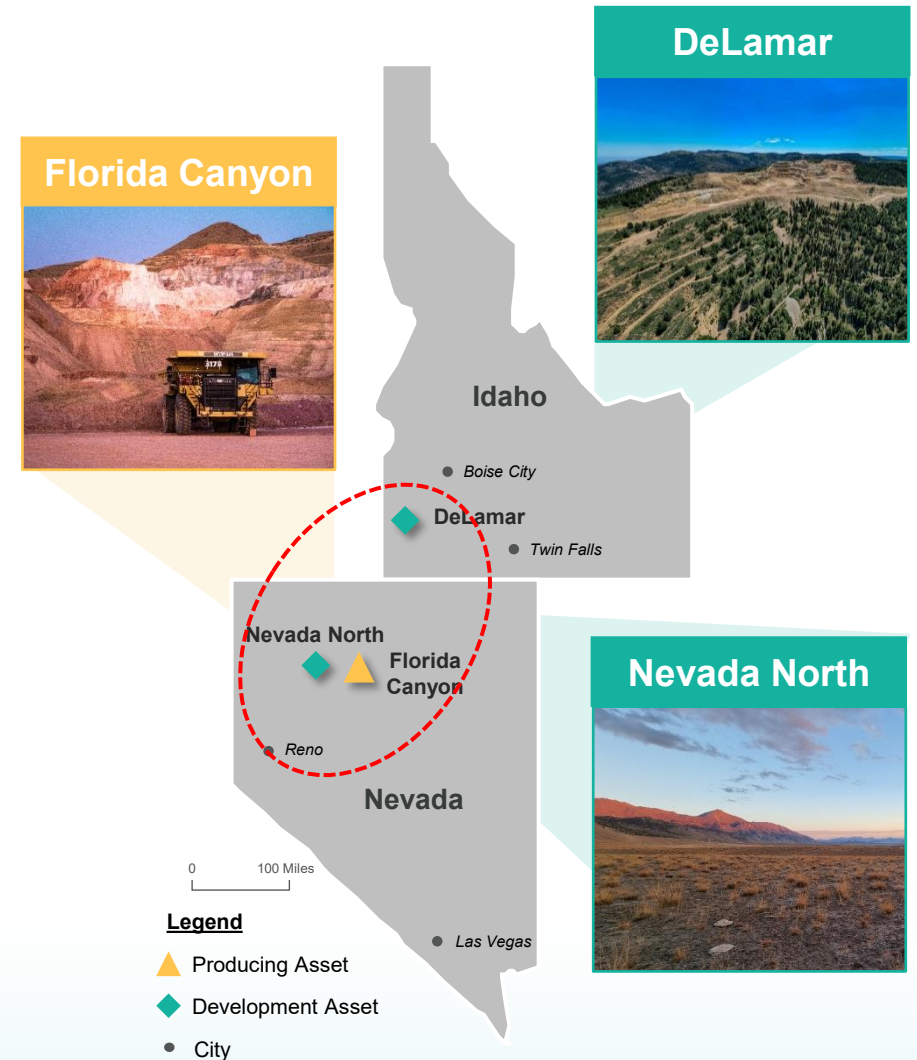 DeLamar
Florida Canyon
Idaho
Boise City
DeLamar
Twin Falls
Nevada North
Florida
Canyon
Nevada North
Reno
Nevada
0 100 Miles
Legend
Las Vegas
Producing Asset
Development Asset
City